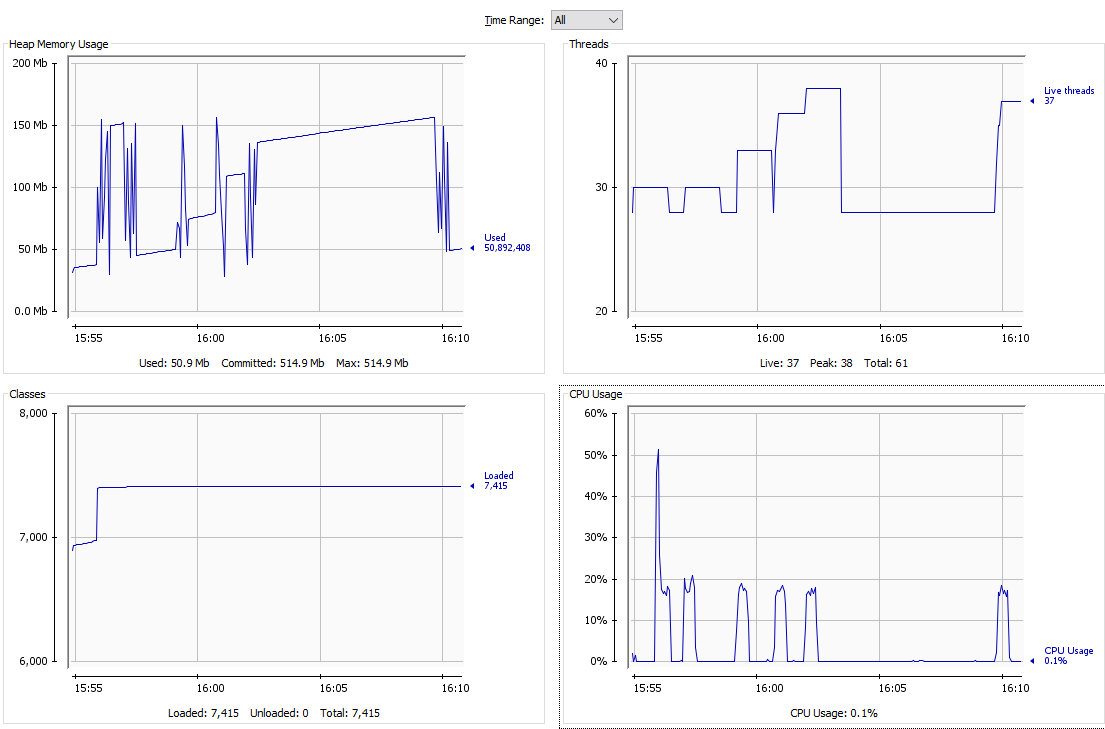 Time Range: All
Heap Memory Usage
200 Mb
150 Mb
100 Mb
50 Mb
0.0 Mb
Used
50,892,408
15:55 16:00 16:05 16:10
Used: 50.9 Mb Committed: 514.9 Mb Max: 514.9 Mb
Threads
40
30
20
Live threads
37
15:55 16:00 16:05 16:10
Live: 37 Peak: 38 Total: 61
Classes
8,000
7,000
6,000
Loaded
7,415
15:55 16:00 16:05 16:10
Loaded: 7,415 Unloaded: 0 Total: 7,415
CPU Usage
60%
50%
40%
30%
20%
10%
0%
CPU Usage
0.1%
15:55 16:00 16:05 16:10
CPU Usage: 0.1%